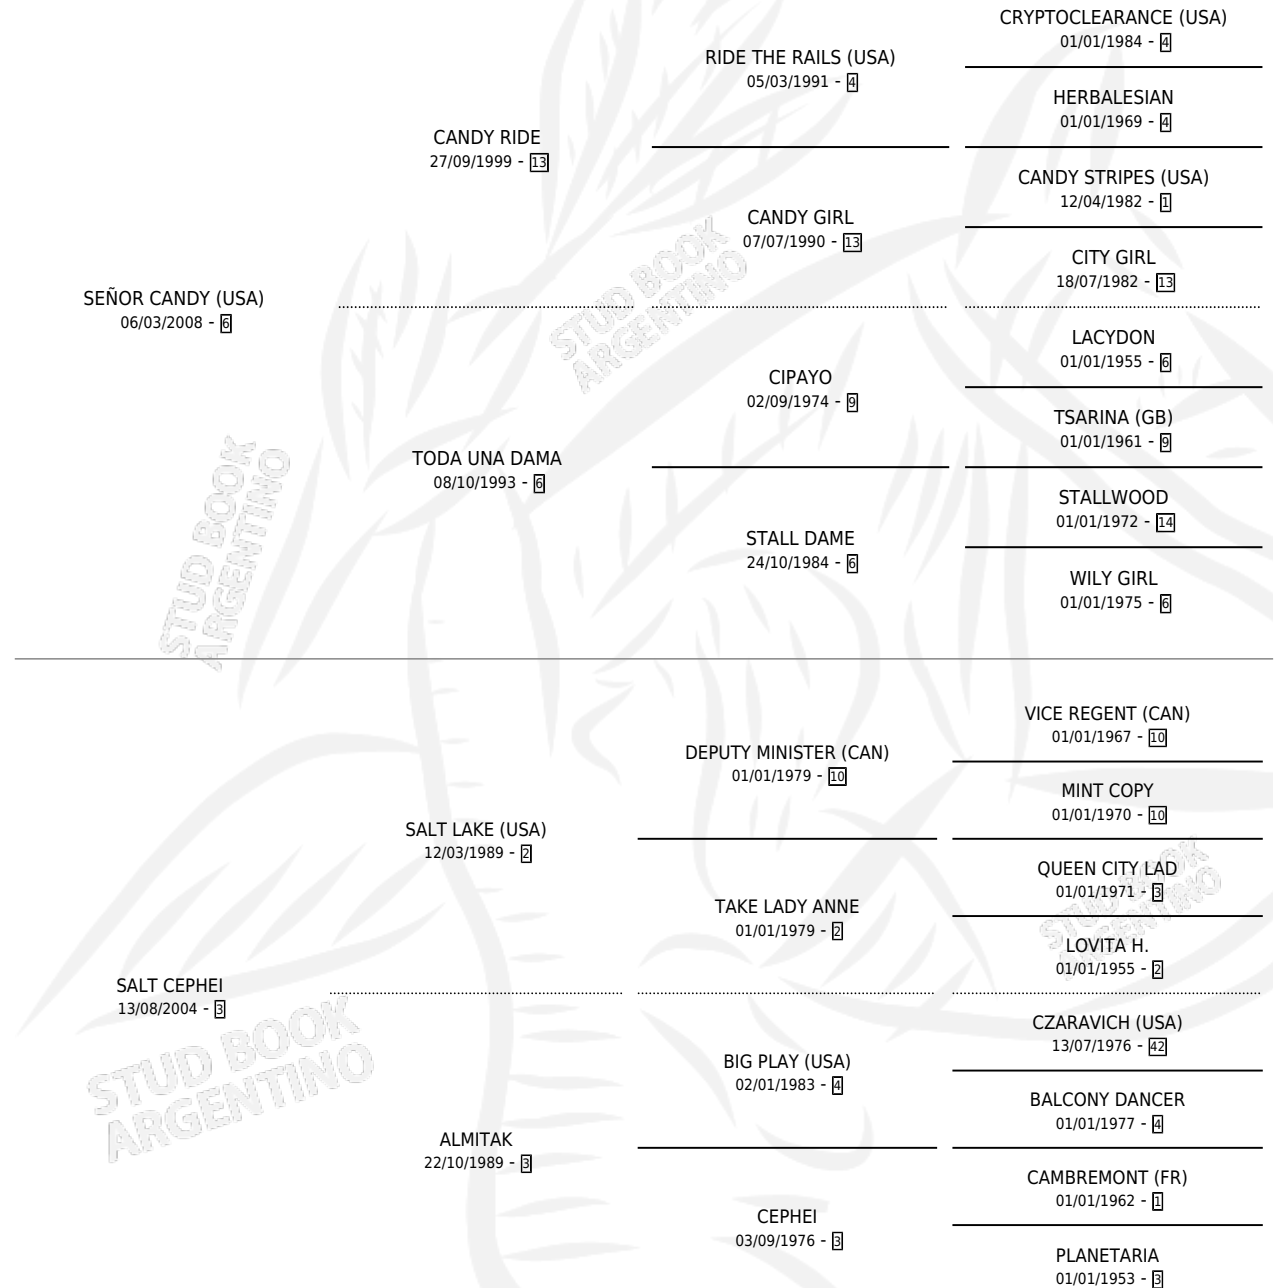 CRYPTOCLEARANCE (USA)
01/01/1984 - 4
RIDE THE RAILS (USA)
05/03/1991 - 4
HERBALESIAN
01/01/1969 - 4
CANDY RIDE
27/09/1999 - 13
CANDY STRIPES (USA)
12/04/1982 - 1
CANDY GIRL
07/07/1990 - 13
CITY GIRL
18/07/1982 - 13
SEÑOR CANDY (USA)
06/03/2008 - 6
STUD BOOK
ARGENTINO
LACYDON
01/01/1955 - 6
CIPAYO
02/09/1974 - 9
TSARINA (GB)
01/01/1961 - 9
TODA UNA DAMA
08/10/1993 - 6
STALLWOOD
01/01/1972 - 14
STALL DAME
24/10/1984 - 6
WILY GIRL
01/01/1975 - 6
STUD BOOK
ARGENTINO
VICE REGENT (CAN)
01/01/1967 - 10
DEPUTY MINISTER (CAN)
01/01/1979 - 10
MINT COPY
01/01/1970 - 10
SALT LAKE (USA)
12/03/1989 - 2
QUEEN CITY LAD
01/01/1971 - 3
TAKE LADY ANNE
01/01/1979 - 2
STUD BOOK
ARGENTINO
LOVITA H.
01/01/1955 - 2
SALT CEPHEI
13/08/2004 - 3
CZARAVICH (USA)
13/07/1976 - 42
BIG PLAY (USA)
02/01/1983 - 4
STUD BOOK
ARGENTINO
BALCONY DANCER
01/01/1977 - 4
ALMITAK
22/10/1989 - 3
CAMBREMONT (FR)
01/01/1962 - 1
CEPHEI
03/09/1976 - 3
PLANETARIA
01/01/1953 - 3